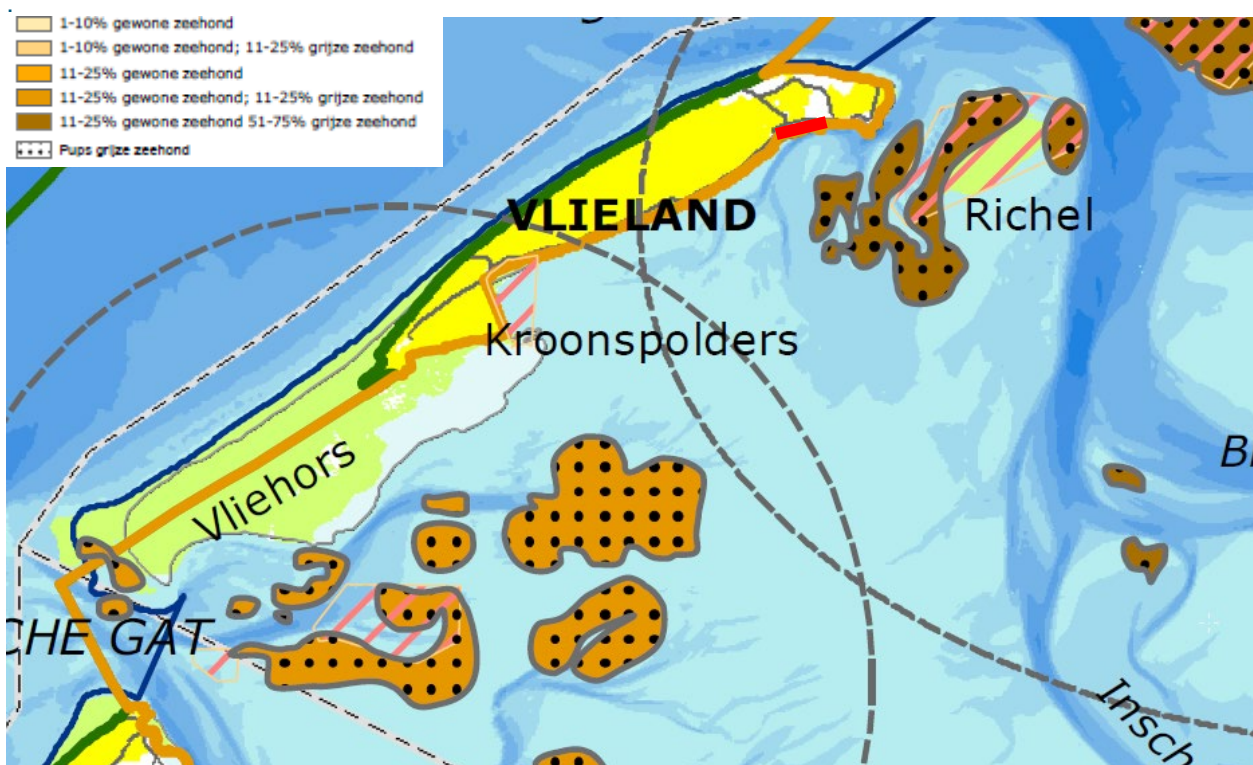 1-10% gewone zeehond
1-10% gewone zeehond; 11-25% grijze zeehond
11-25% gewone zeehond
11-25% gewone zeehond; 11-25% grijze zeehond
11-25% gewone zeehond 51-75% grijze zeehond
Pups grijze zeehond
VLIELAND
Richel
Kroonspolders
Vliehors
CHE GAT
Insch